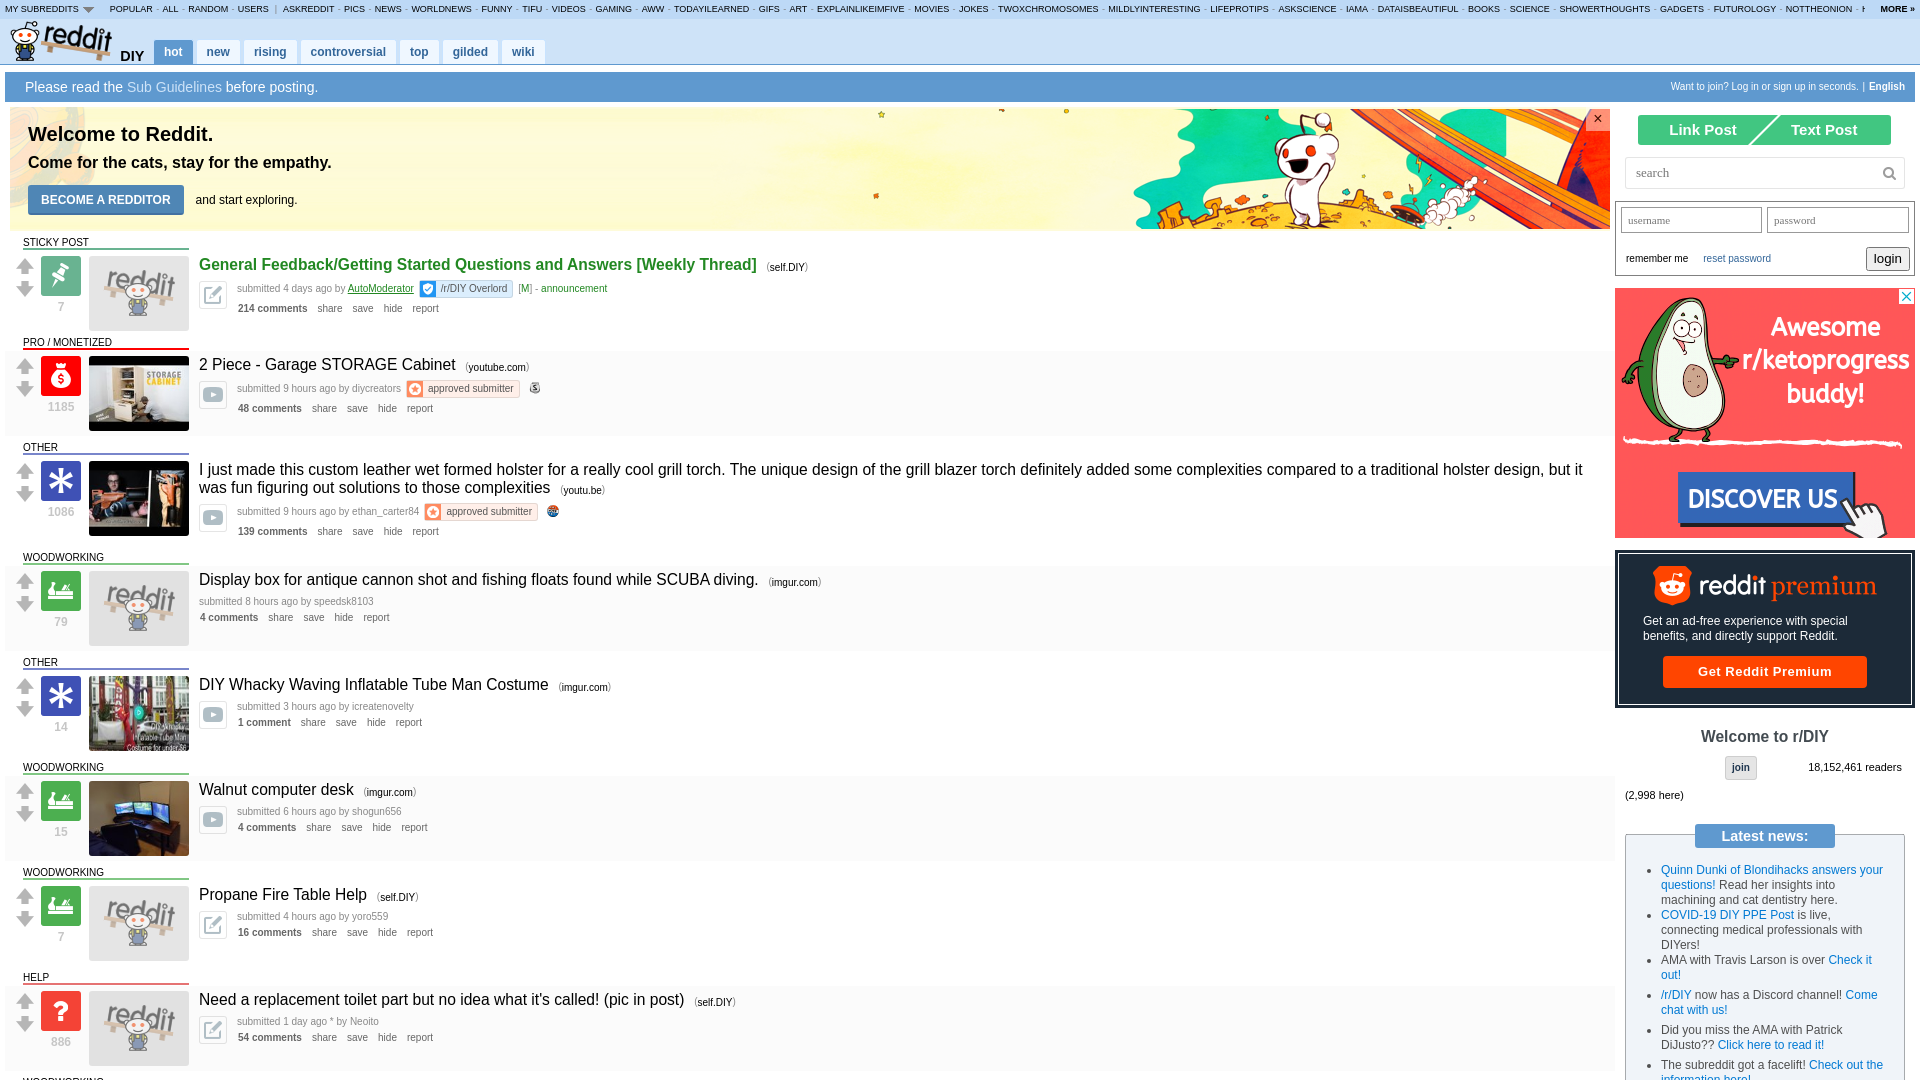 MY SUBREDDITS POPULAR - ALL - RANDOM - USERS | ASKREDDIT - PICS - NEWS - WORLDNEWS - FUNNY - TIFU - VIDEOS - GAMING - AWW - TODAYILEARNED - GIFS - ART - EXPLAINLIKEIMFIVE - MOVIES - JOKES - TWOXCHROMOSOMES - MILDLYINTERESTING - LIFEPROTIPS - ASKSCIENCE - IAMA - DATAISBEAUTIFUL - BOOKS - SCIENCE - SHOWERTHOUGHTS - GADGETS - FUTUROLOGY - NOTTHEONION - MORE »
reddit DIY hot new rising controversial top gilded wiki
Please read the Sub Guidelines before posting.
Want to join? Log in or sign up in seconds. | English
Welcome to Reddit.
Come for the cats, stay for the empathy.
BECOME A REDDITOR and start exploring.
×
STICKY POST
7
reddit
General Feedback/Getting Started Questions and Answers [Weekly Thread] (self.DIY)
submitted 4 days ago by AutoModerator /r/DIY Overlord [M] - announcement
214 comments share save hide report
PRO / MONETIZED
1185
STORAGE
CABINET
2 Piece - Garage STORAGE Cabinet (youtube.com)
submitted 9 hours ago by diycreators approved submitter
48 comments share save hide report
OTHER
1086
I just made this custom leather wet formed holster for a really cool grill torch. The unique design of the grill blazer torch definitely added some complexities compared to a traditional holster design, but it
was fun figuring out solutions to those complexities (youtu.be)
submitted 9 hours ago by ethan_carter84 approved submitter
139 comments share save hide report
WOODWORKING
79
reddit
Display box for antique cannon shot and fishing floats found while SCUBA diving. (imgur.com)
submitted 8 hours ago by speedsk8103
4 comments share save hide report
OTHER
14
Inflatable Tube Man
Costume for under $6
DIY Whacky Waving Inflatable Tube Man Costume (imgur.com)
submitted 3 hours ago by icreatenovelty
1 comment share save hide report
WOODWORKING
15
Walnut computer desk (imgur.com)
submitted 6 hours ago by shogun656
4 comments share save hide report
WOODWORKING
7
reddit
Propane Fire Table Help (self.DIY)
submitted 4 hours ago by yoro559
16 comments share save hide report
HELP
?
886
reddit
Need a replacement toilet part but no idea what it's called! (pic in post) (self.DIY)
submitted 1 day ago * by Neoito
54 comments share save hide report
WOODWORKING
Link Post Text Post
search
username password
remember me reset password login
Awesome
r/ketoprogress
buddy!
DISCOVER US
reddit premium
Get an ad-free experience with special
benefits, and directly support Reddit.
Get Reddit Premium
Welcome to r/DIY
join 18,152,461 readers
(2,998 here)
Latest news:
Quinn Dunki of Blondihacks answers your
questions! Read her insights into
machining and cat dentistry here.
COVID-19 DIY PPE Post is live,
connecting medical professionals with
DIYers!
AMA with Travis Larson is over Check it
out!
/r/DIY now has a Discord channel! Come
chat with us!
Did you miss the AMA with Patrick
DiJusto?? Click here to read it!
The subreddit got a facelift! Check out the
information here!